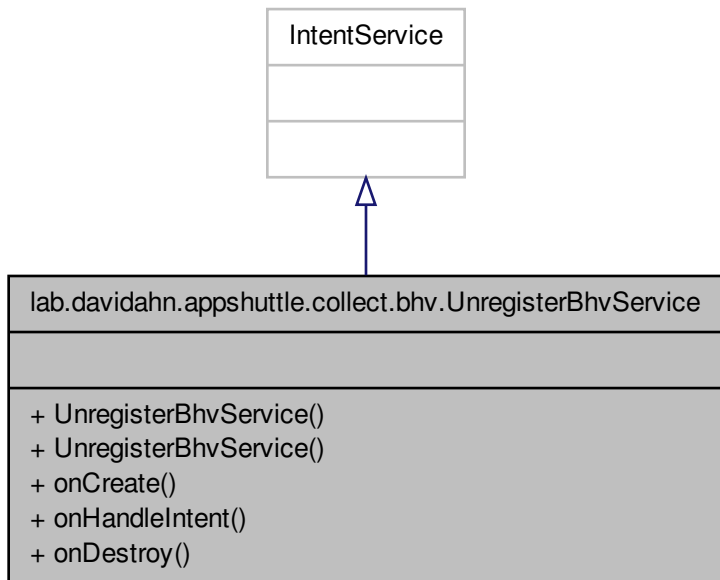 IntentService
lab.davidahn.appshuttle.collect.bhv.UnregisterBhvService
+ UnregisterBhvService()
+ UnregisterBhvService()
+ onCreate()
+ onHandleIntent()
+ onDestroy()